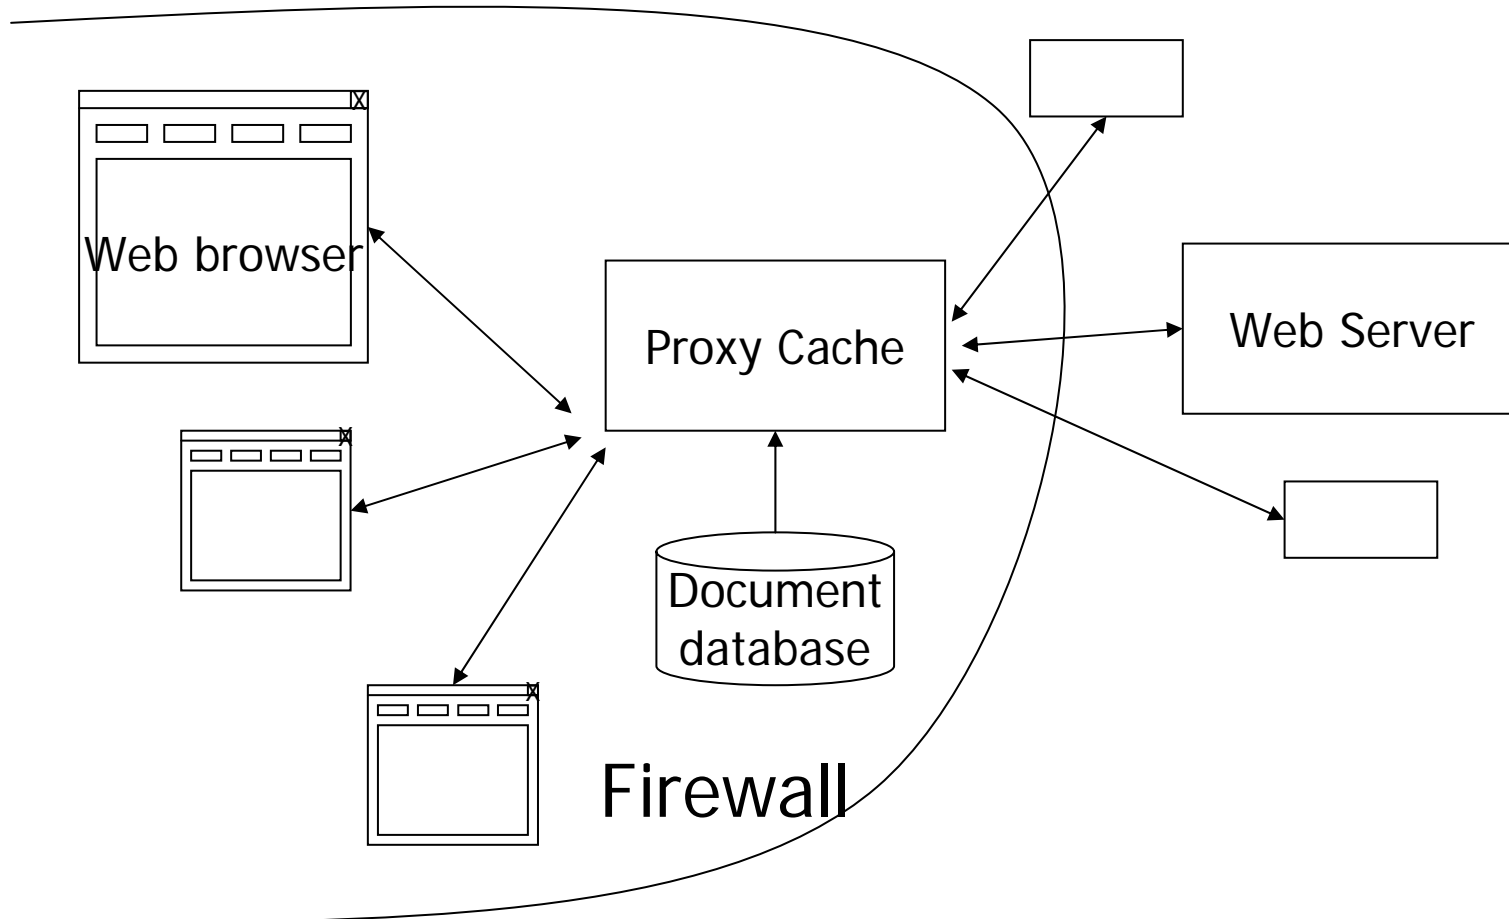 Web browser
Proxy Cache
Web Server
Document
database
Firewall
X
X
X